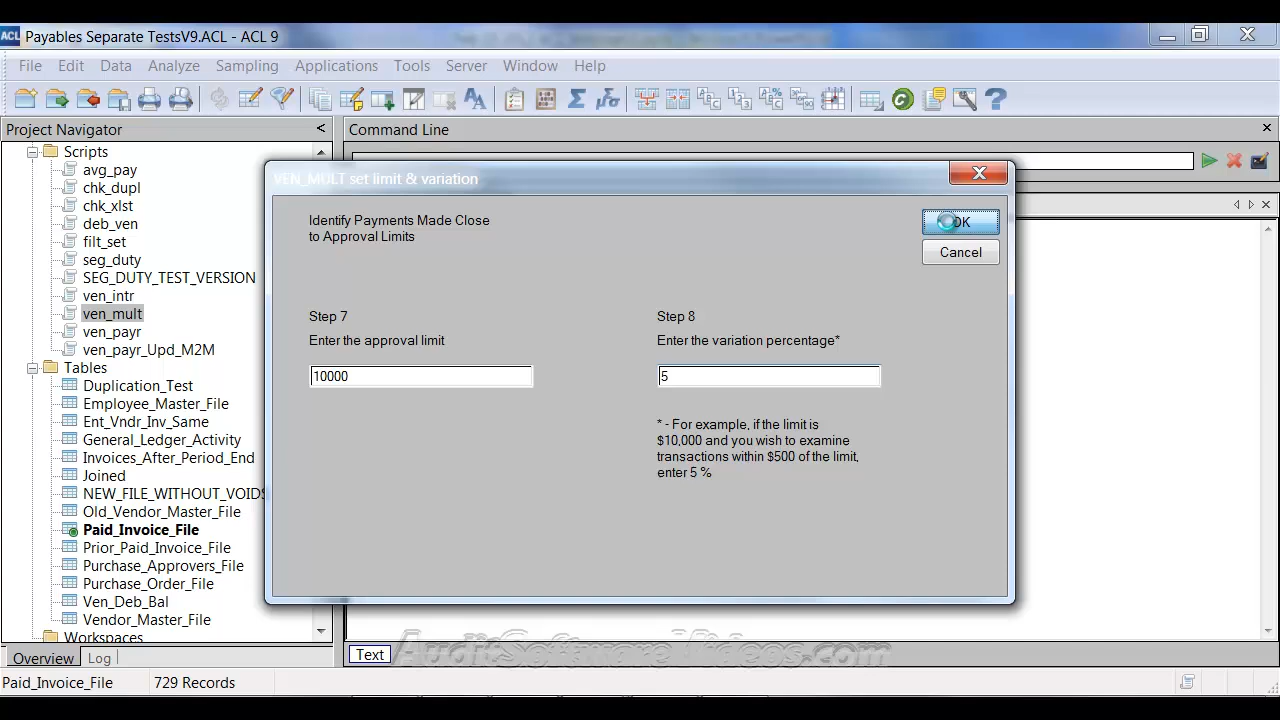 ACL Payables Separate TestsV9.ACL - ACL 9
File Edit Data Analyze Sampling Applications Tools Server Window Help
Project Navigator <
Command Line
Scripts
avg_pay
chk_dupl
chk_xlst
deb_ven
filt_set
seg_duty
SEG_DUTY_TEST_VERSION
ven_intr
ven_mult
ven_payr
ven_payr_Upd_M2M
Tables
Duplication_Test
Employee_Master_File
Ent_Vndr_Inv_Same
General_Ledger_Activity
Invoices_After_Period_End
Joined
NEW_FILE_WITHOUT_VOIDS
Old_Vendor_Master_File
Paid_Invoice_File
Prior_Paid_Invoice_File
Purchase_Approvers_File
Purchase_Order_File
Ven_Deb_Bal
Vendor_Master_File
Workspaces
Overview Log
VEN_MULT set limit & variation
Identify Payments Made Close
to Approval Limits
OK
Cancel
Step 7
Enter the approval limit
10000
Step 8
Enter the variation percentage*
5
* - For example, if the limit is
$10,000 and you wish to examine
transactions within $500 of the limit,
enter 5 %
Text
AuditSoftwareVideos.com
Paid_Invoice_File 729 Records